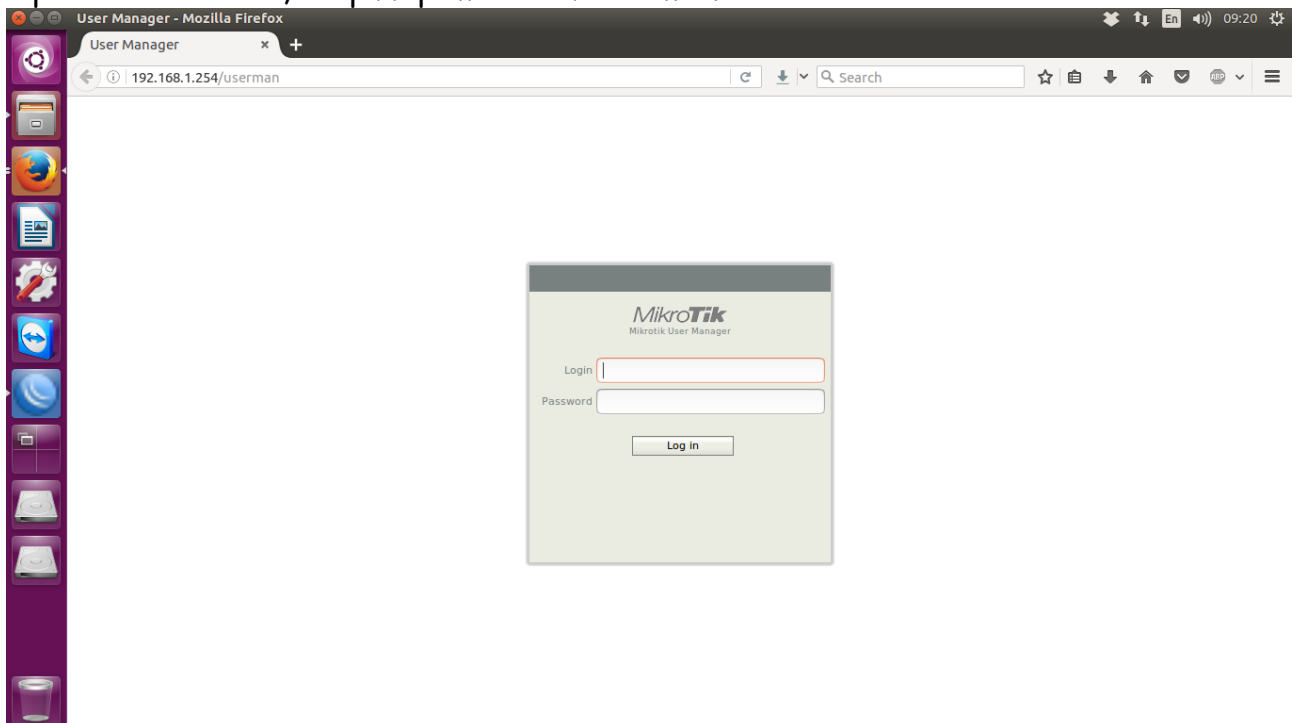 User Manager - Mozilla Firefox
En
09:20
User Manager
192.168.1.254/userman
Search
ABP
MikroTik
Mikrotik User Manager
Login
Password
Log in